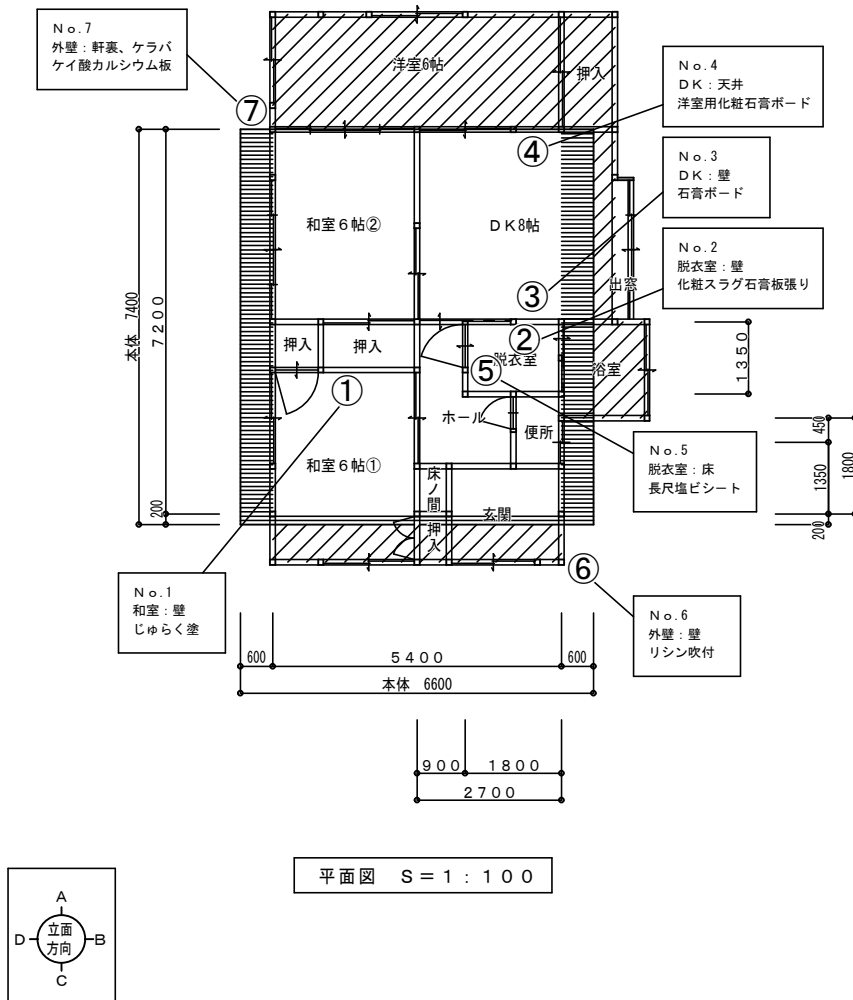 No.7
外壁：軒裏、ケラバ
ケイ酸カルシウム板
洋室6帖
押入
No.4
DK：天井
洋室用化粧石膏ボード
⑦
④
No.3
DK：壁
石膏ボード
和室６帖②
ＤＫ8帖
No.2
脱衣室：壁
化粧スラグ石膏板張り
出窓
③
本体 7400
7200
押入
押入
②
脱衣室
浴室
1350
①
⑤
ホール
便所
No.5
脱衣室：床
長尺塩ビシート
450
1350
1800
200
和室６帖①
床ノ間
玄関
押入
200
⑥
No.1
和室：壁
じゅらく塗
No.6
外壁：壁
リシン吹付
600
5400
600
本体 6600
900
1800
2700
平面図 Ｓ＝１：１００
A
D
立面
方向
B
C